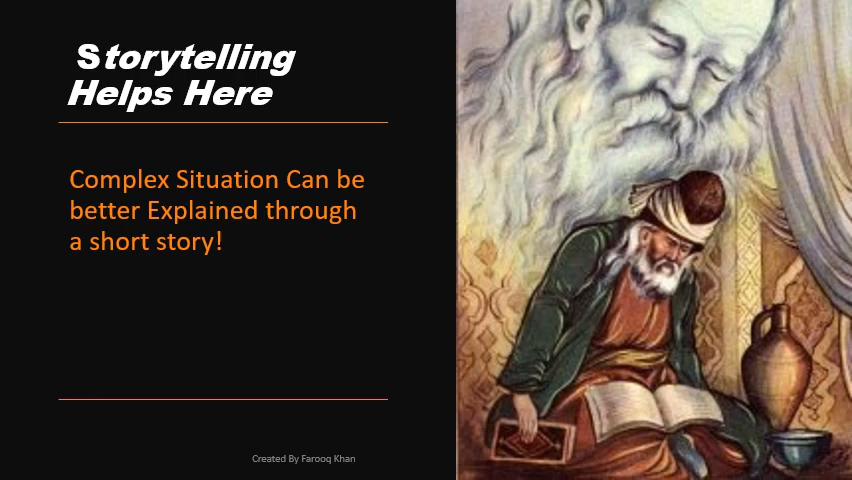 Storytelling
Helps Here
Complex Situation Can be
better Explained through
a short story!
Created By Farooq Khan